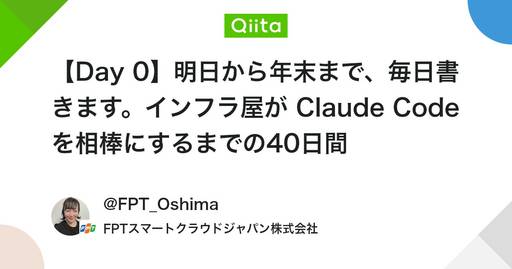 Qiita
【Day 0】明日から年末まで、毎日書
きます。インフラ屋が Claude Code
を相棒にするまでの40日間
@FPT_Oshima
FPT
FPTスマートクラウドジャパン株式会社